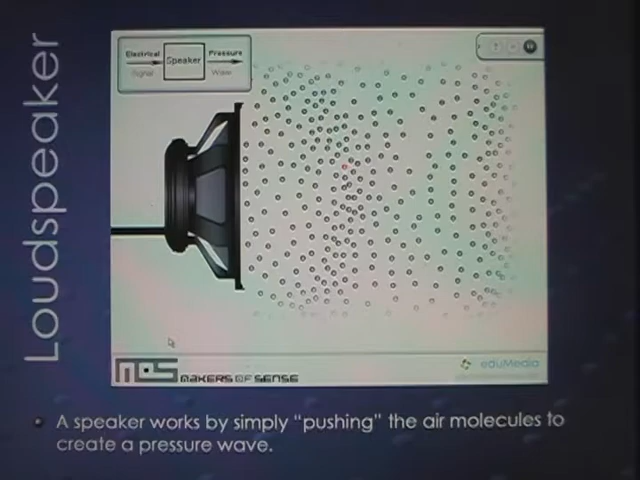 Loudspeaker
Electrical
Signal
Speaker
Pressure
Wave
MOS MAKERS OF SENSE
eduMedia
A speaker works by simply "pushing" the air molecules to
create a pressure wave.